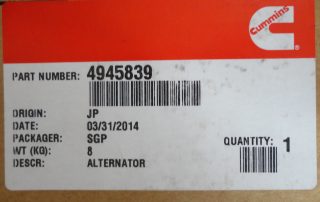 Cummins
PART NUMBER: 4945839
ORIGIN: JP
DATE: 03/31/2014
PACKAGER: SGP
WT (KG): 8
QUANTITY: 1
DESCR: ALTERNATOR